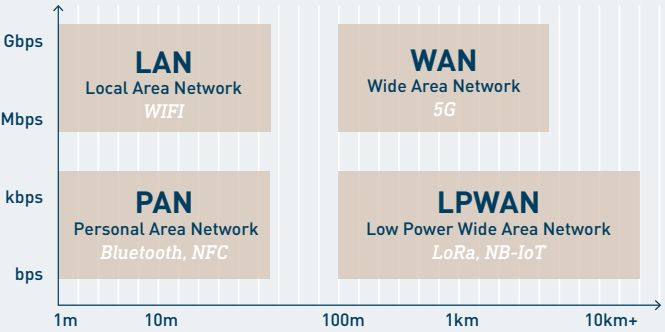 Gbps
LAN
WAN
Local Area Network
Wide Area Network
WIFI
5G
Mbps
kbps
PAN
LPWAN
Personal Area Network
Low Power Wide Area Network
Bluetooth, NFC
LoRa, NB-IoT
bps
1m
10m
100m
1km
10km+